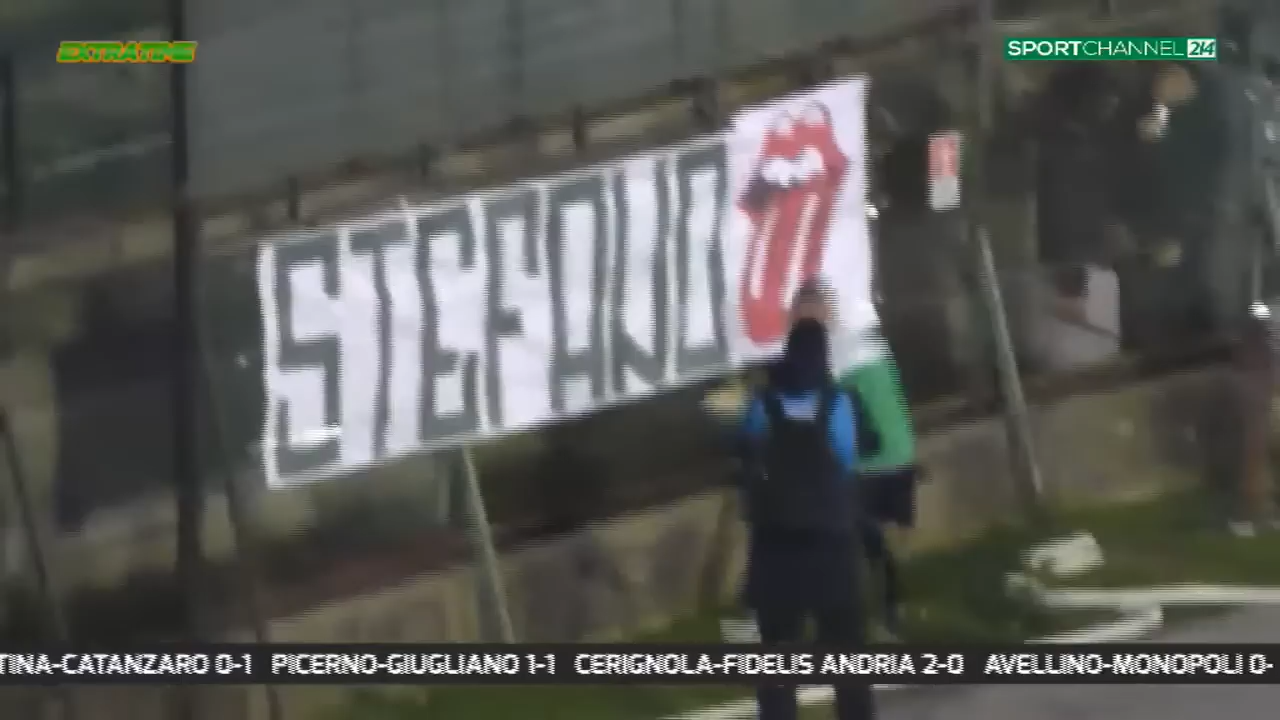 EXTRATIME
SPORTCHANNEL 214
STEFANO
TINA-CATANZARO 0-1 PICERNO-GIUGLIANO 1-1 CERIGNOLA-FIDELIS ANDRIA 2-0 AVELLINO-MONOPOLI 0-